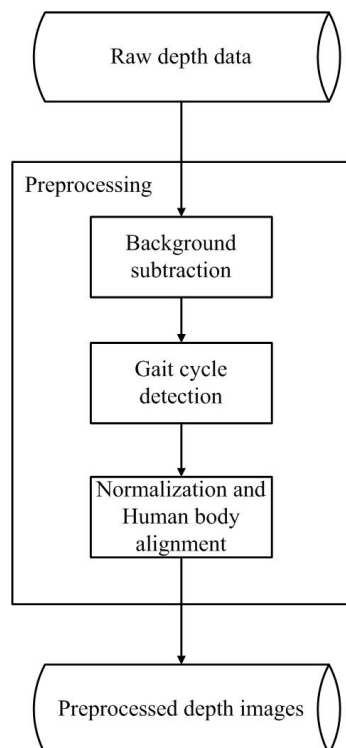 Raw depth data
Preprocessing
Background
subtraction
Gait cycle
detection
Normalization and
Human body
alignment
Preprocessed depth images